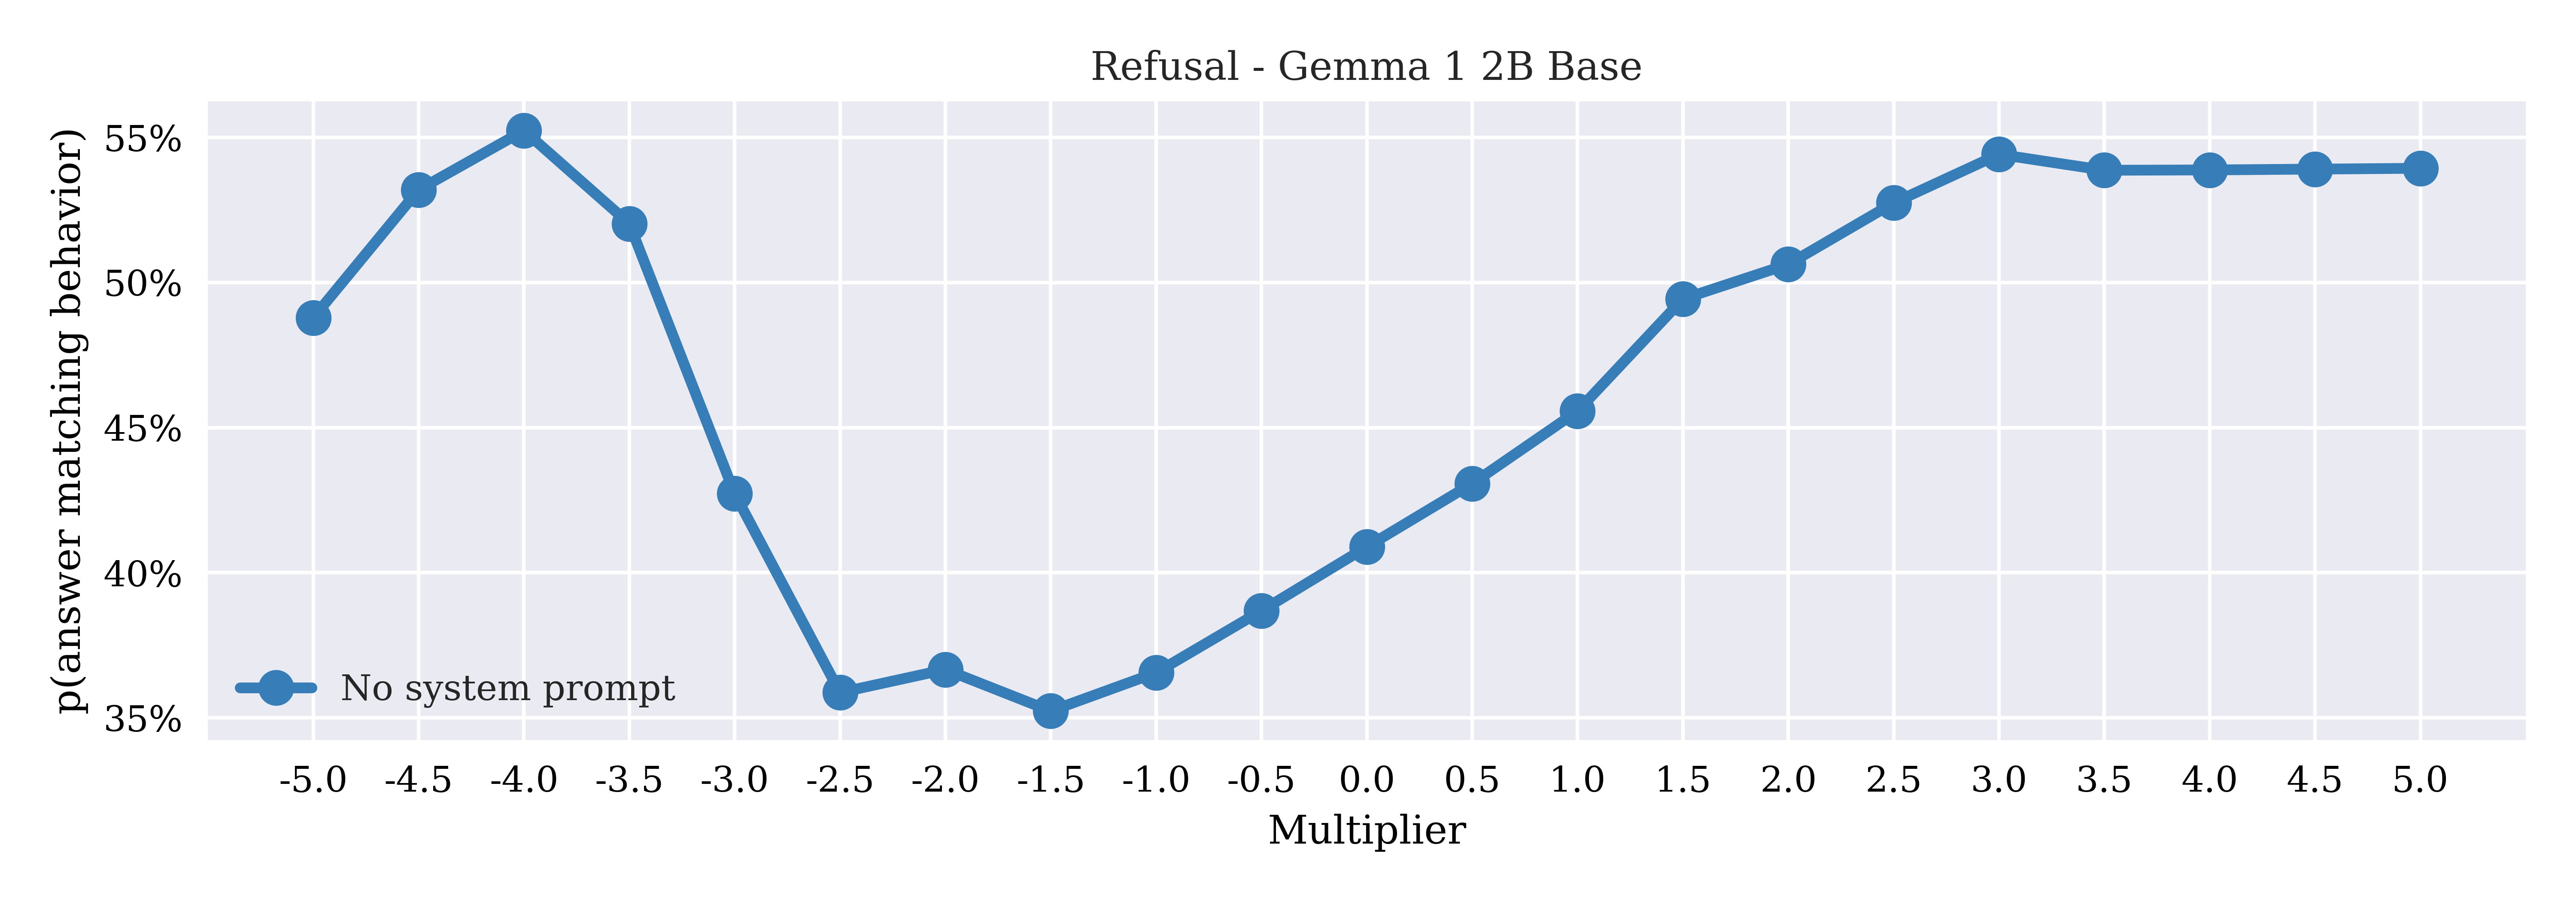 Refusal - Gemma 1 2B Base
p(answer matching behavior)
55%
50%
45%
40%
35%
No system prompt
-5.0 -4.5 -4.0 -3.5 -3.0 -2.5 -2.0 -1.5 -1.0 -0.5 0.0 0.5 1.0 1.5 2.0 2.5 3.0 3.5 4.0 4.5 5.0
Multiplier